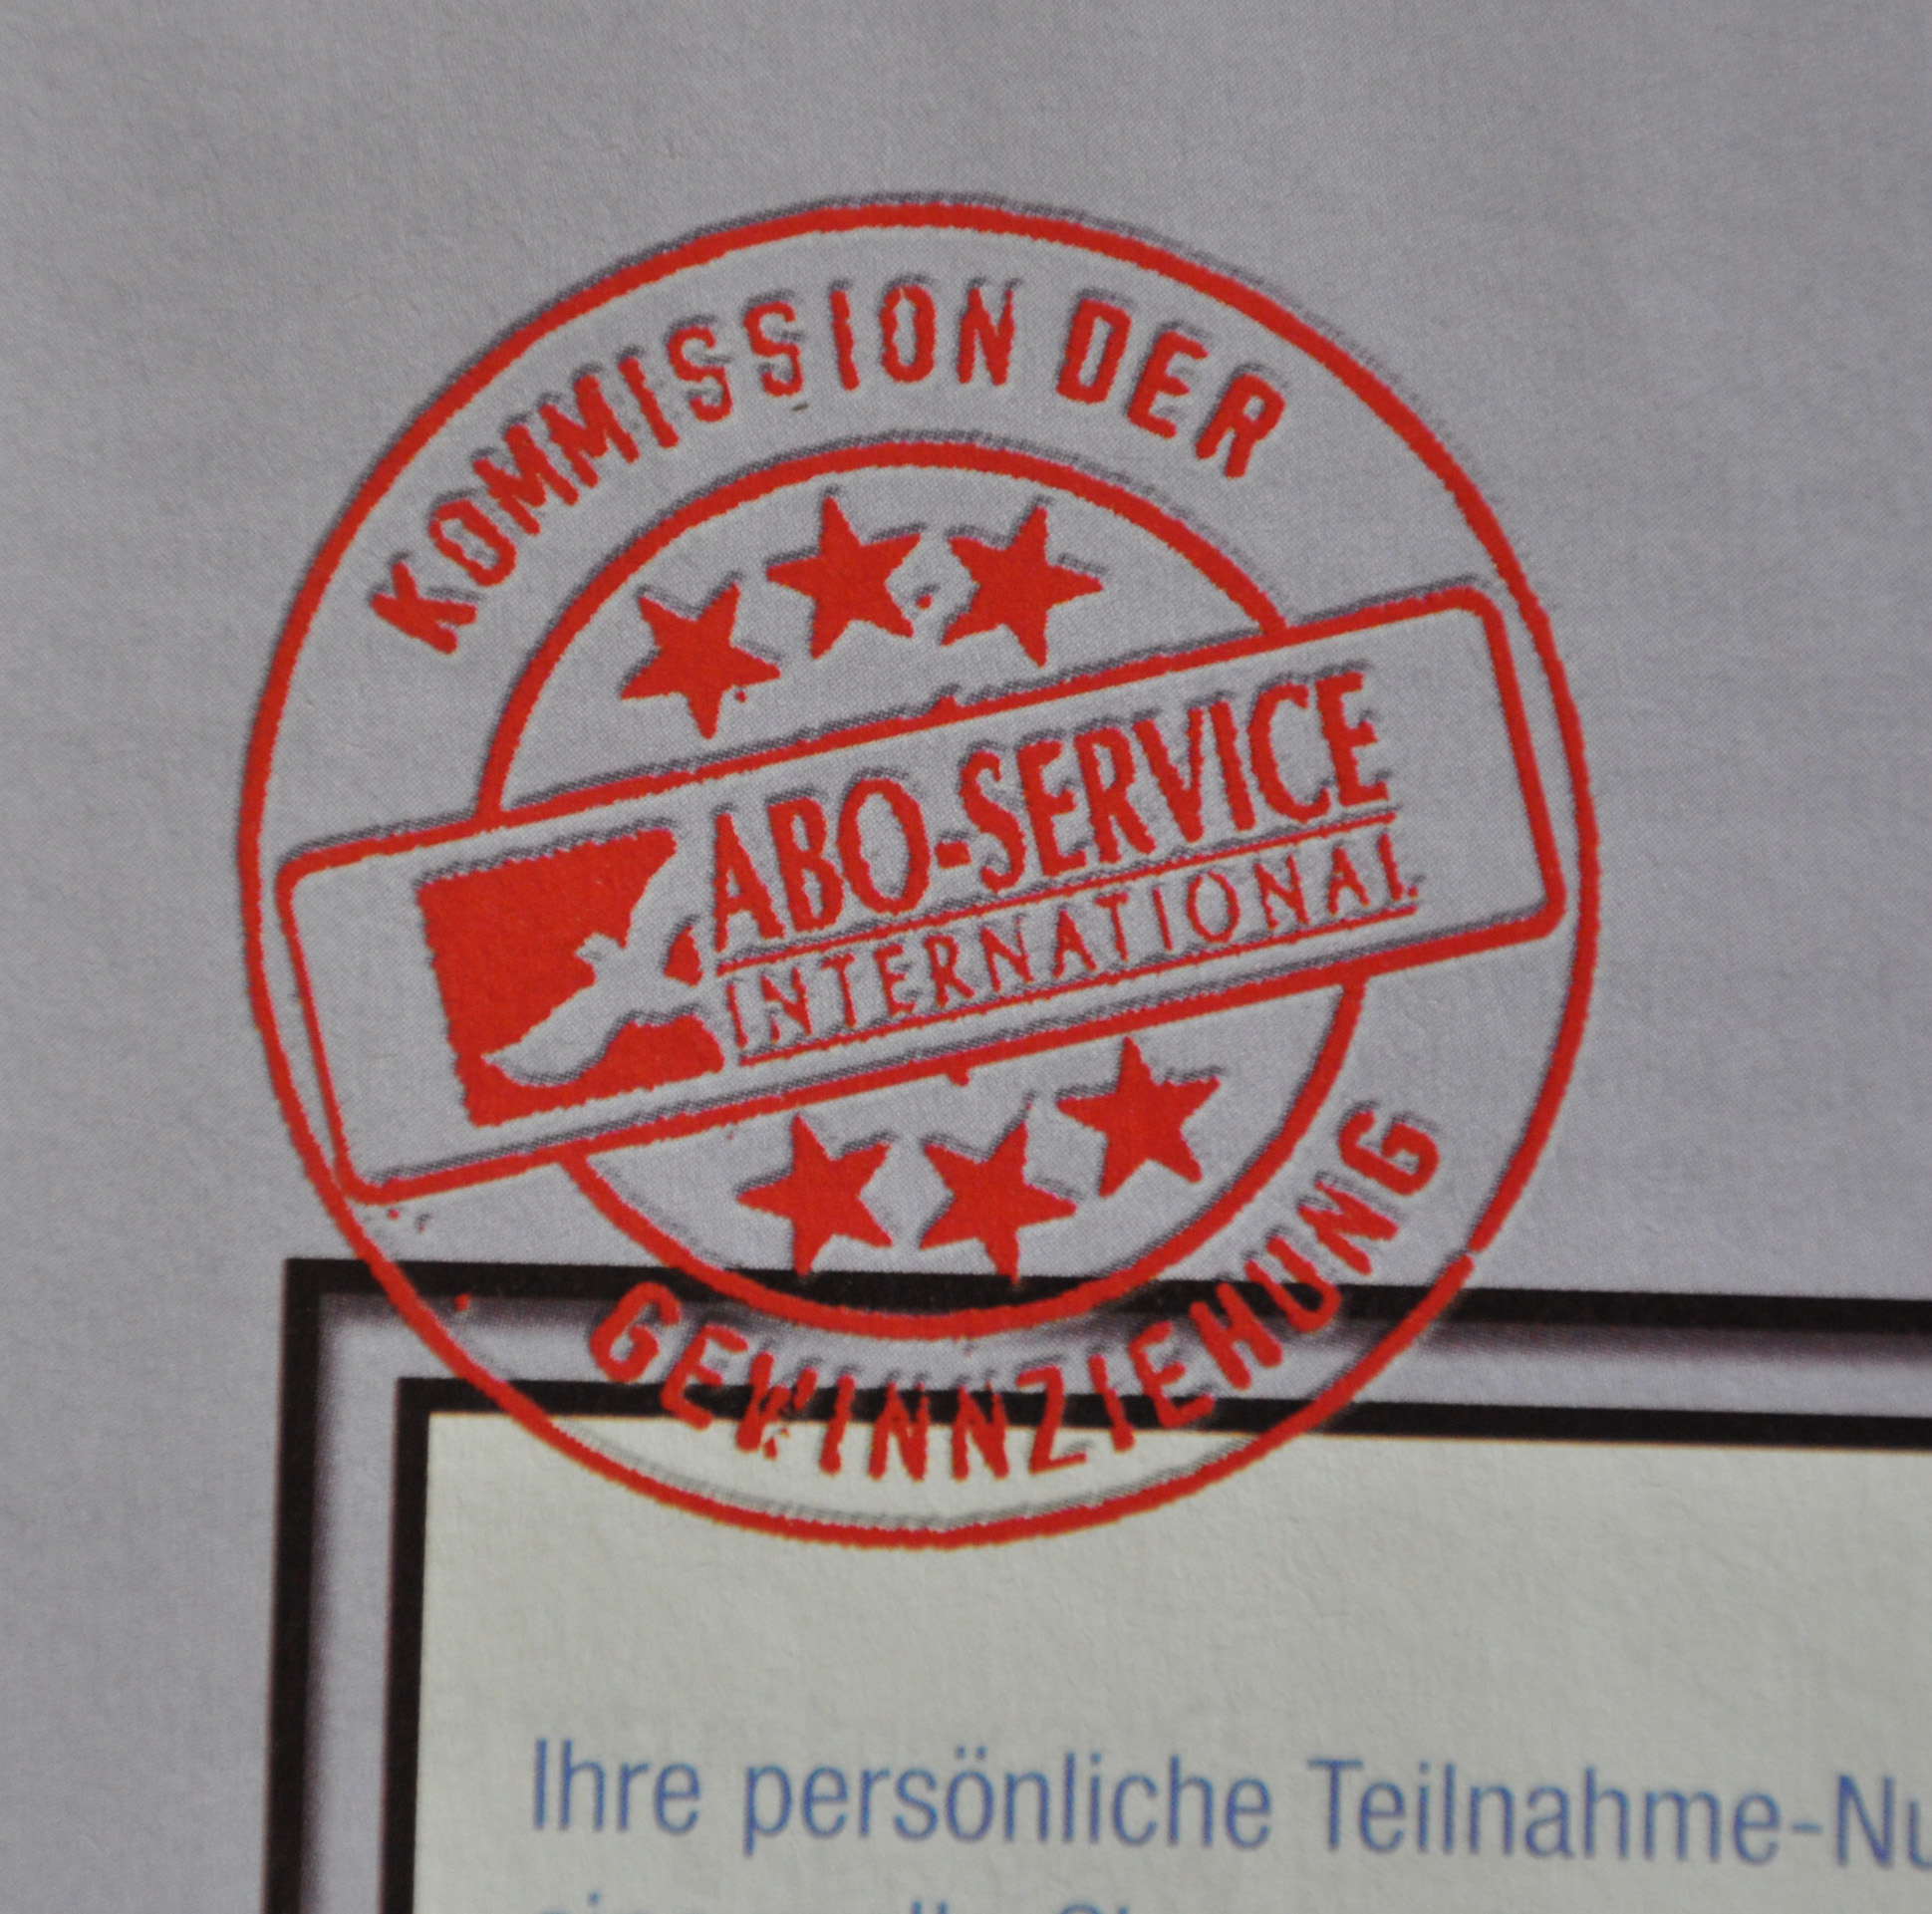 KOMMISSION DER
ABO-SERVICE
INTERNATIONAL
GEWINNZIEHUNG
Ihre persönliche Teilnahme-Nu